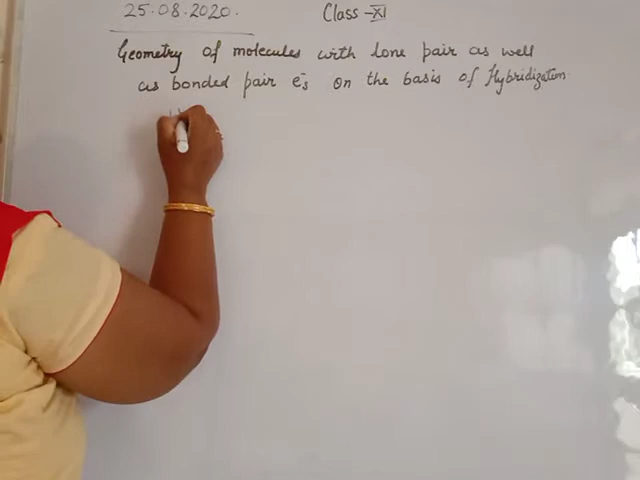 25.08.2020. Class -XI
Geometry of molecules with lone pair as well
as bonded pair e⁻s on the basis of Hybridization.